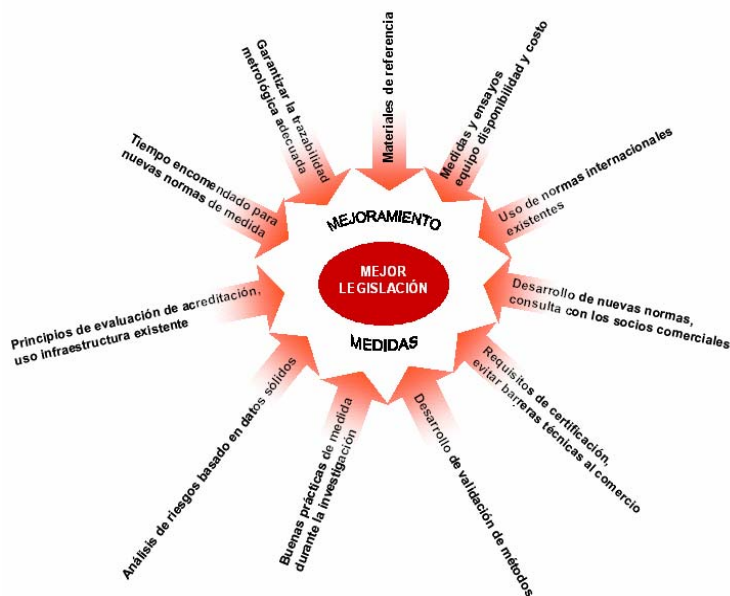 Materiales de referencia
Medidas y ensayos
equipo disponibilidad y costo
Uso de normas internacionales
existentes
Desarrollo de nuevas normas,
consulta con los socios comerciales
Requisitos de certificación,
evitar barreras técnicas al comercio
Desarrollo de validación de métodos
Buenas prácticas de medida
durante la investigación
Análisis de riesgos basado en datos sólidos
Principios de evaluación de acreditación,
uso infraestructura existente
Tiempo encomendado para
nuevas normas de medida
Garantizar la trazabilidad
metrológica adecuada
MEJORAMIENTO
MEJOR
LEGISLACIÓN
MEDIDAS